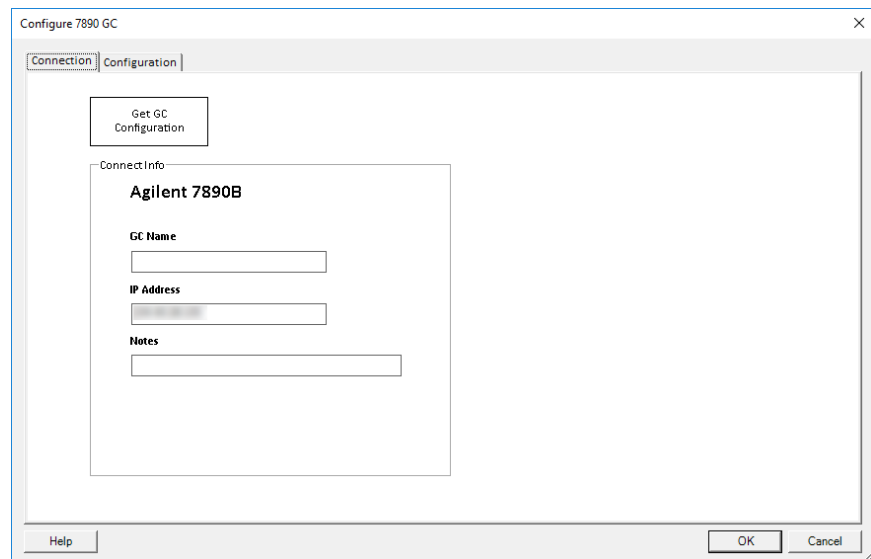 Configure 7890 GC
Connection
Configuration
Get GC
Configuration
Connect Info
Agilent 7890B
GC Name
IP Address
Notes
Help
OK
Cancel